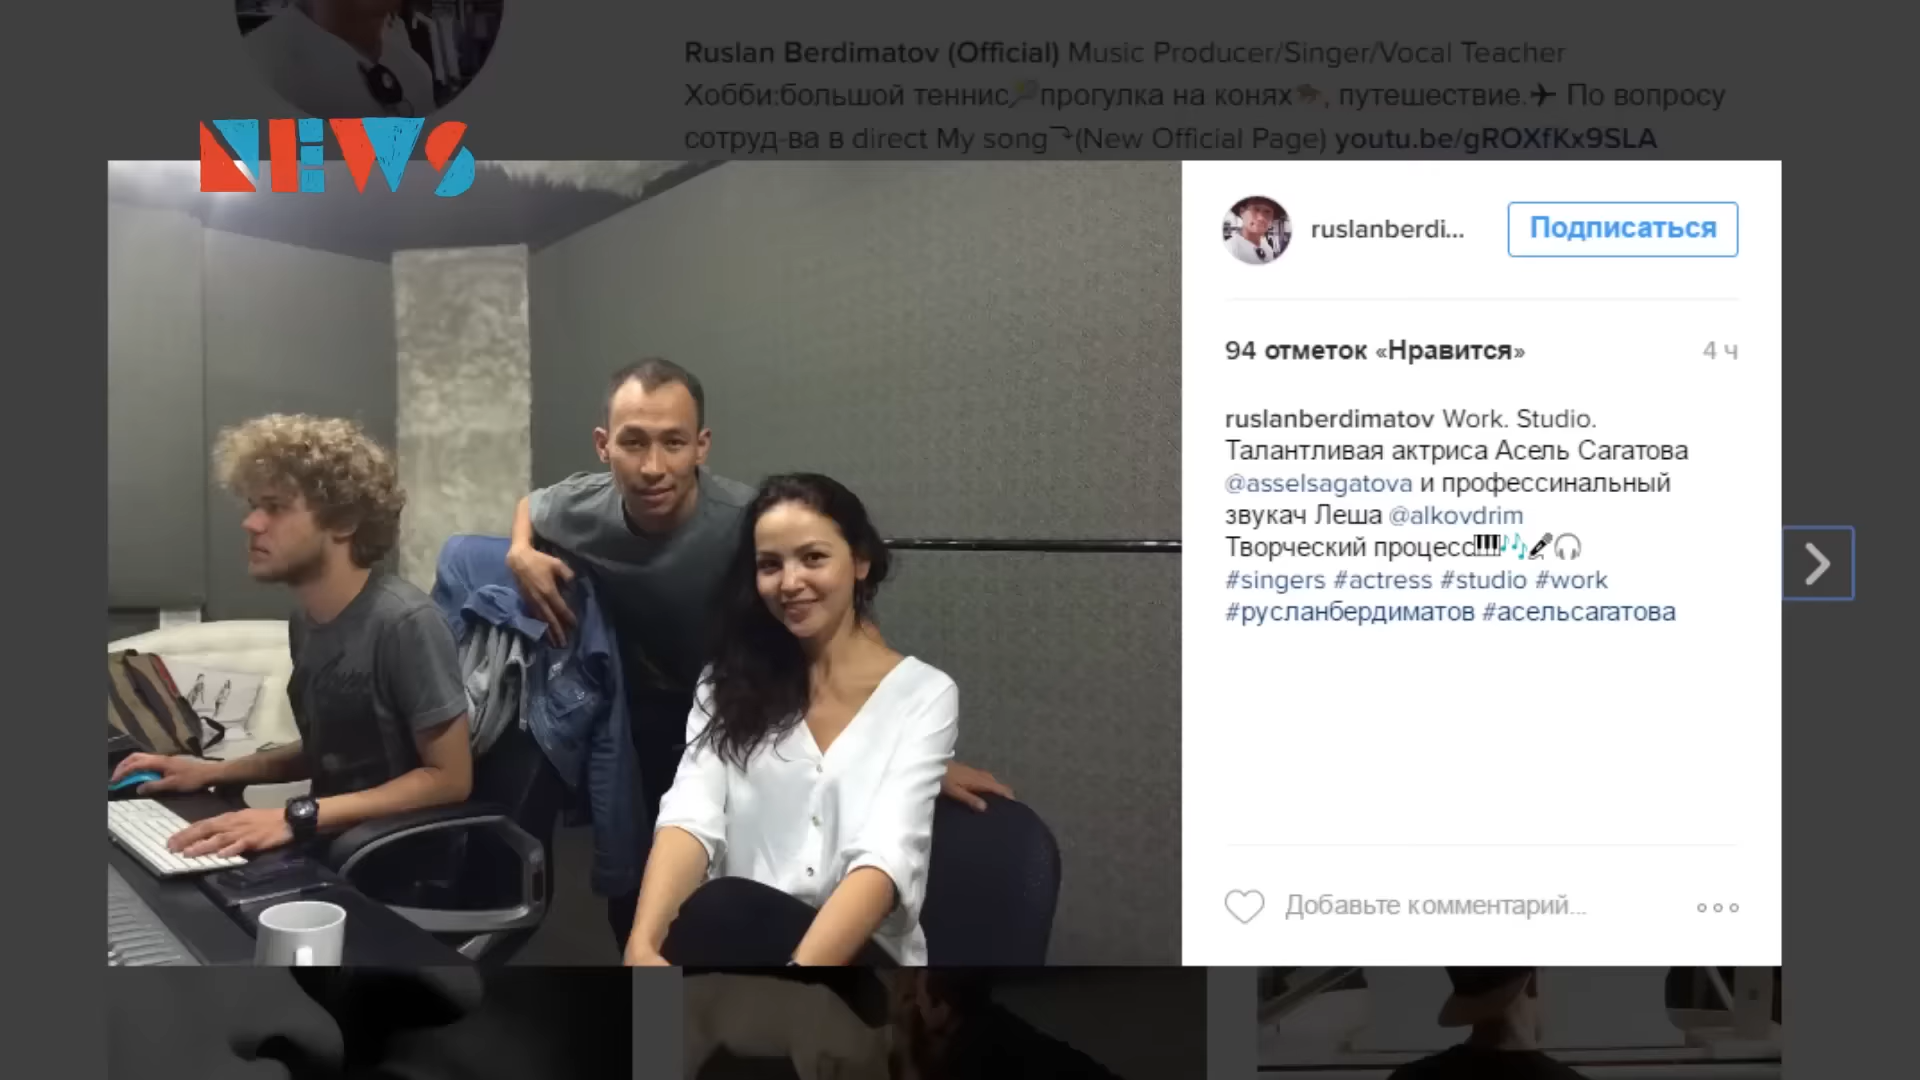 Ruslan Berdimatov (Official) Music Producer/Singer/Vocal Teacher
Хобби:большой теннис🎾прогулка на конях🐎, путешествие.✈ По вопросу
сотруд-ва в direct My song⤵(New Official Page) youtu.be/gROXfKx9SLA
NEWS
ruslanberdi...
Подписаться
94 отметок «Нравится»
4 ч
ruslanberdimatov Work. Studio.
Талантливая актриса Асель Сагатова
@asselsagatova и профессинальный
звукач Леша @alkovdrim
Творческий процесс🎹🎶🎤🎧
#singers #actress #studio #work
#русланбердиматов #асельсагатова
Добавьте комментарий...